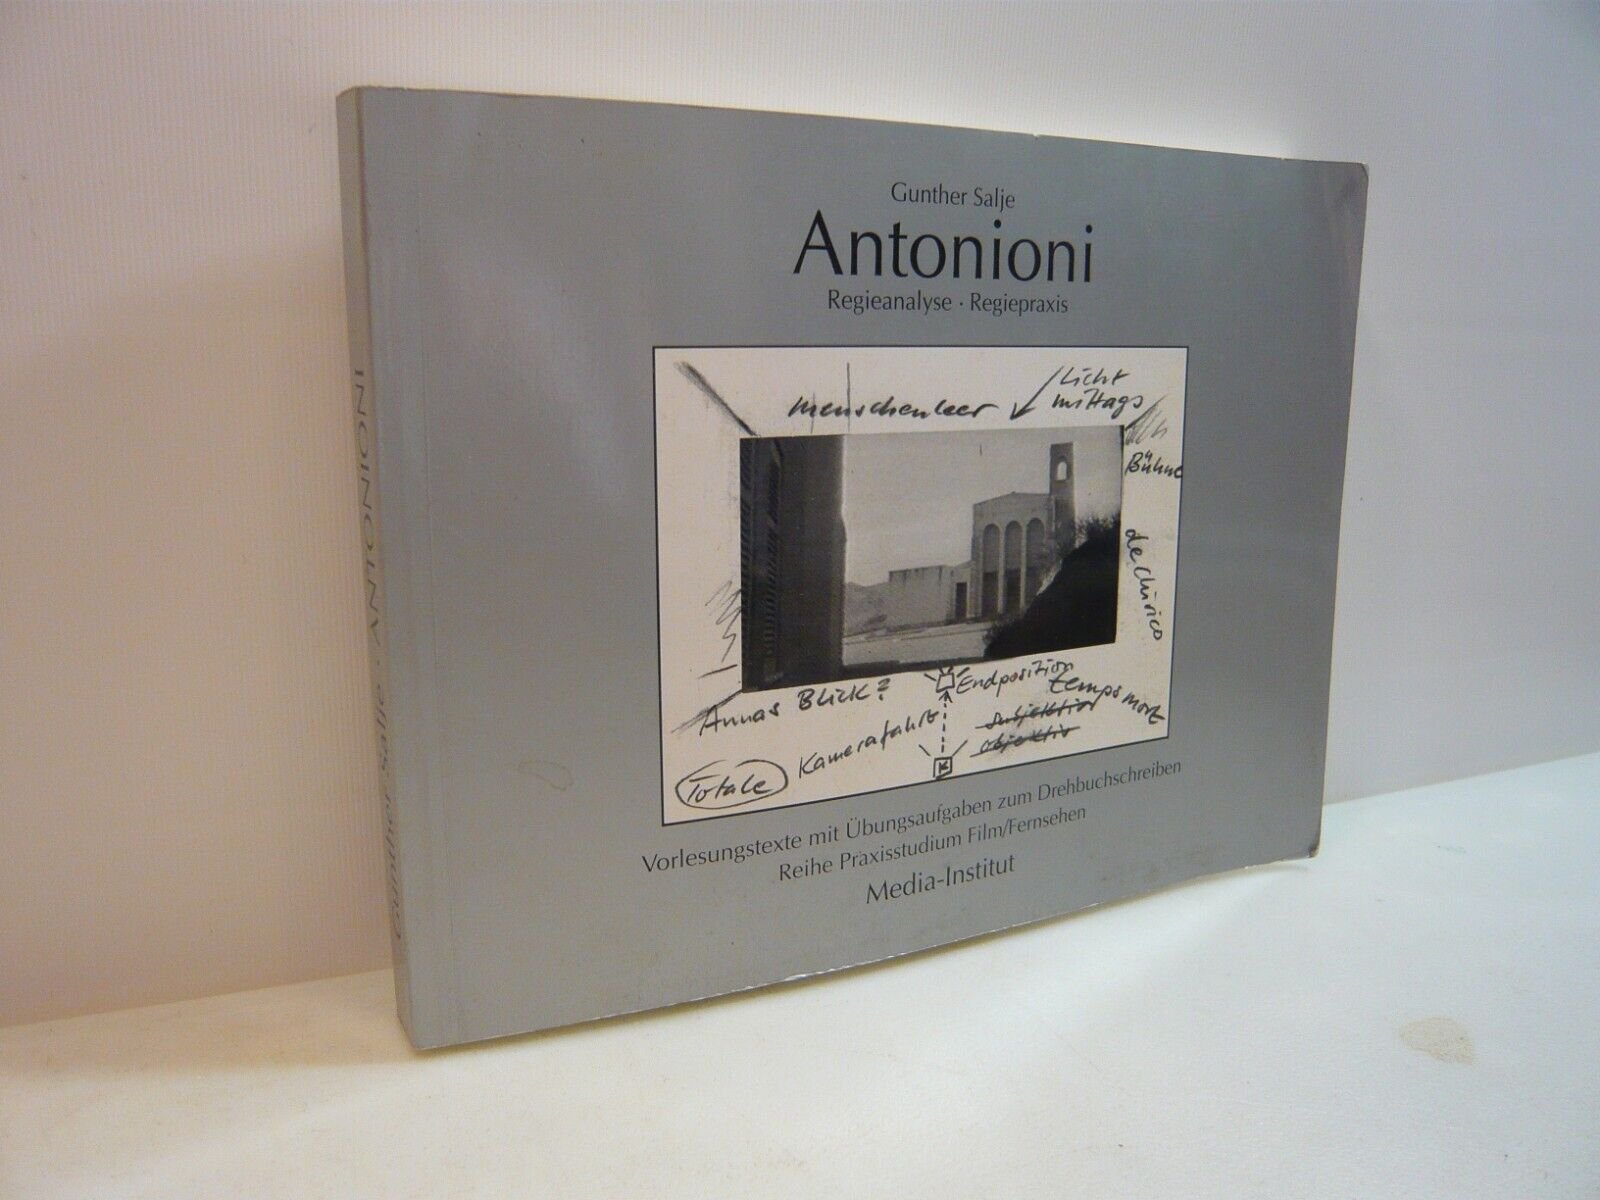 Gunther Salje
Antonioni
Regieanalyse · Regiepraxis
menschenleer
Licht
mittags
Bühne
de Chirico
Annas Blick?
Endposition
temps mort
Kamerafahrt
subjektiv
objektiv
Totale
K
Vorlesungstexte mit Übungsaufgaben zum Drehbuchschreiben
Reihe Praxisstudium Film/Fernsehen
Media-Institut
Gunther Salje · ANTONIONI